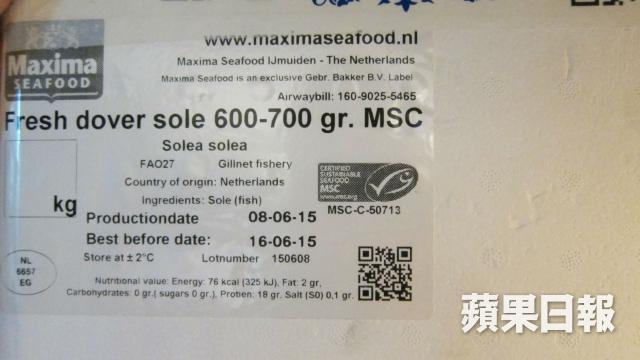 www.maximaseafood.nl
Maxima
SEAFOOD
Maxima Seafood IJmuiden - The Netherlands
Maxima Seafood is an exclusive Gebr. Bakker B.V. Label
Airwaybill: 160-9025-5465
Fresh dover sole 600-700 gr. MSC
Solea solea
FAO27 Gillnet fishery
Country of origin: Netherlands
Ingredients: Sole (fish)
kg
CERTIFIED
SUSTAINABLE
SEAFOOD
MSC
www.msc.org
MSC-C-50713
Productiondate 08-06-15
Best before date: 16-06-15
Store at ± 2°C Lotnumber 150608
NL
6657
EG
Nutritional value: Energy: 76 kcal (325 kJ), Fat: 2 gr,
Carbohydrates: 0 gr.( sugars 0 gr.), Protien: 18 gr. Salt (S0) 0,1 gr.
蘋果日報